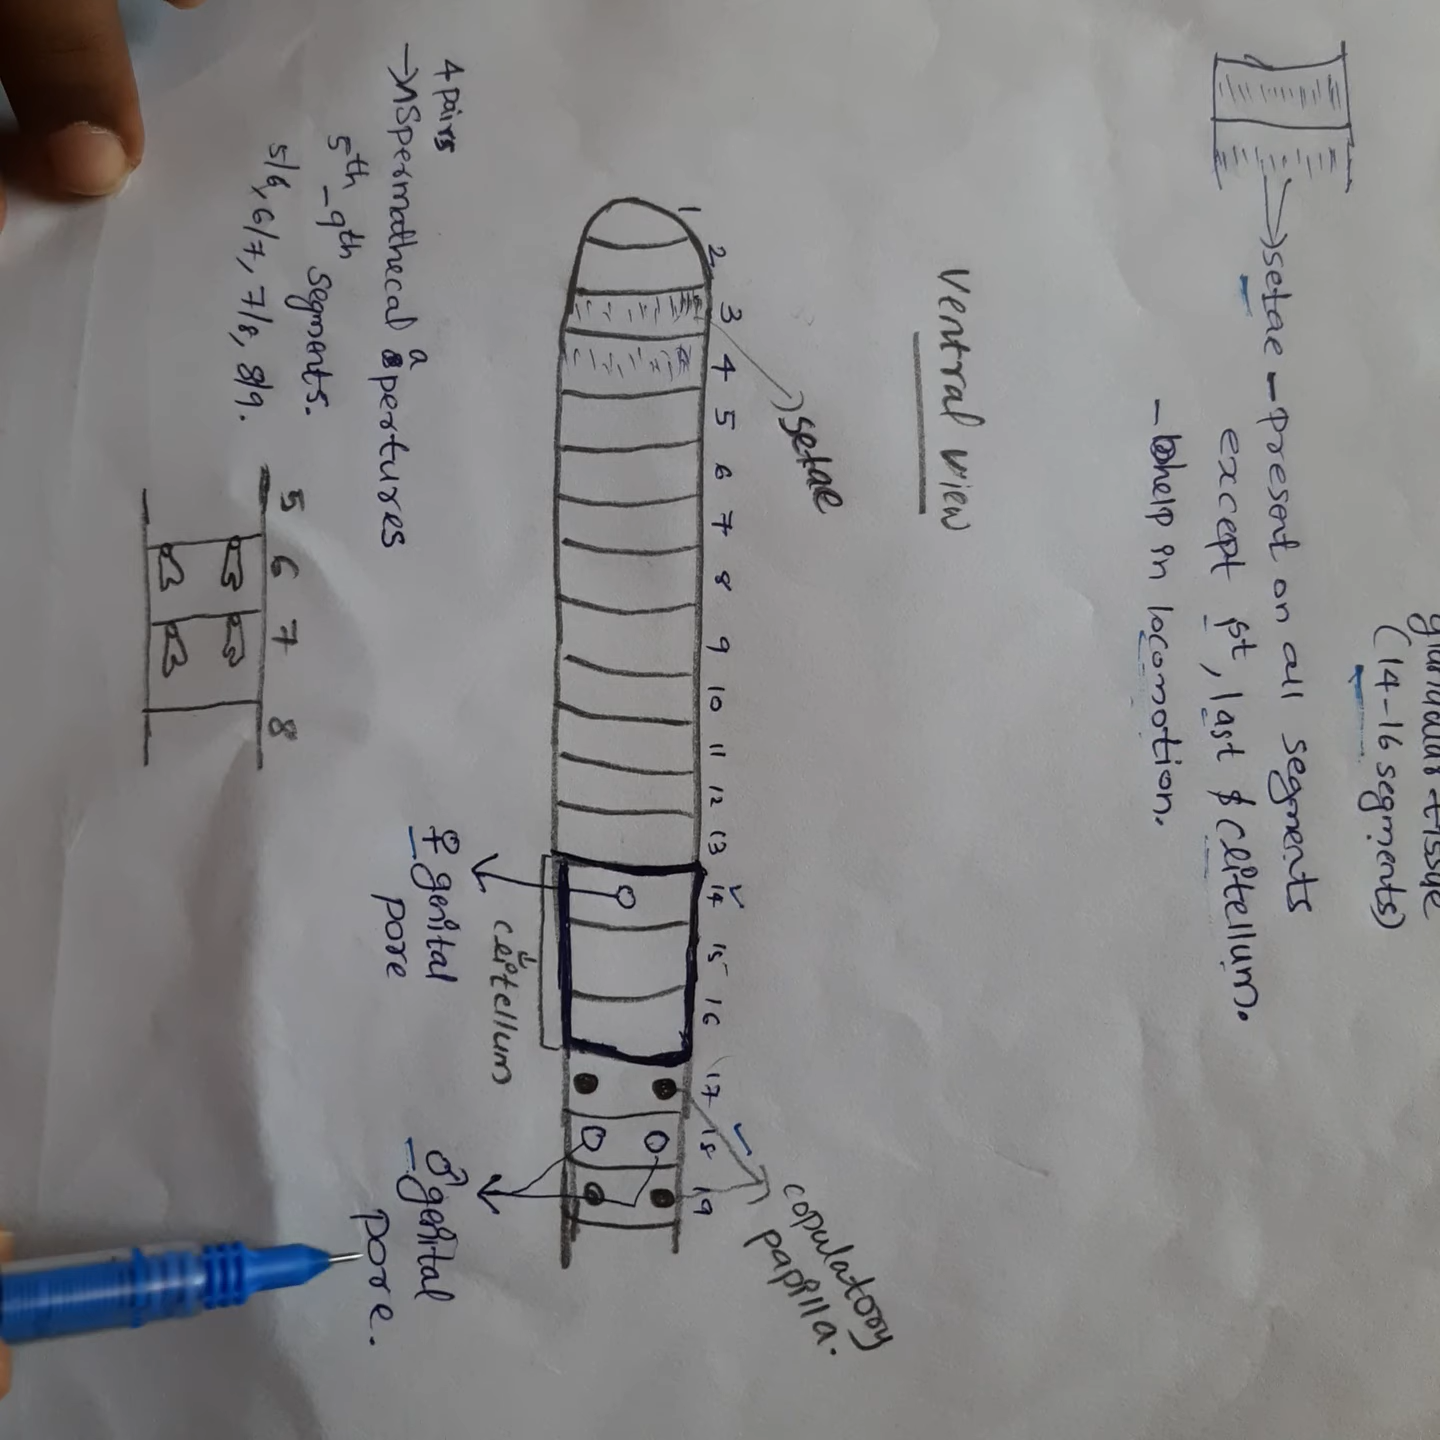 glandular tissue
(14-16 segments)
setae - present on all segments
except 1st, last & clitellum.
- help in locomotion.
Ventral view
setae
1 2 3 4 5 6 7 8 9 10 11 12 13 14 15 16 17 18 19
copulatory
papilla.
clitellum
♀ genital
pore
♂ genital
pore.
4 pairs
→ Spermathecal apertures
5th - 9th segments.
5/6, 6/7, 7/8, 8/9.
5 6 7 8